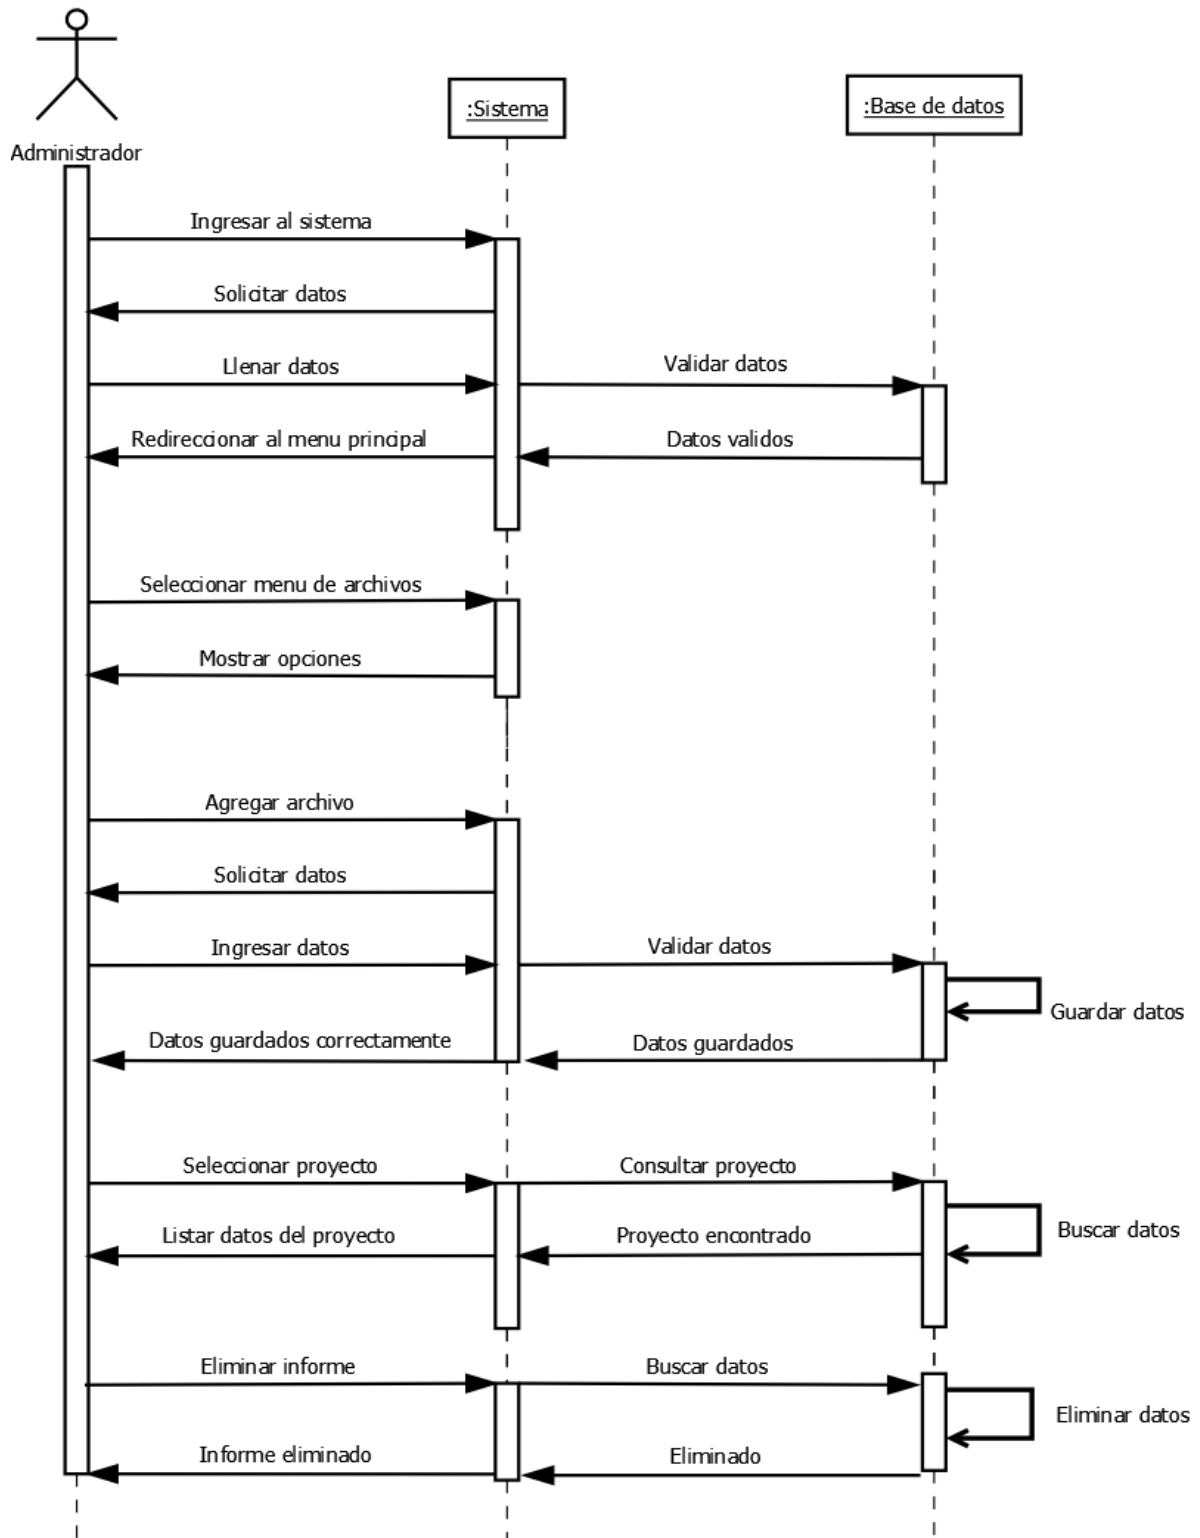 :Sistema
:Base de datos
Administrador
Ingresar al sistema
Solicitar datos
Llenar datos
Validar datos
Redireccionar al menu principal
Datos validos
Seleccionar menu de archivos
Mostrar opciones
Agregar archivo
Solicitar datos
Ingresar datos
Validar datos
Guardar datos
Datos guardados correctamente
Datos guardados
Seleccionar proyecto
Consultar proyecto
Listar datos del proyecto
Proyecto encontrado
Buscar datos
Eliminar informe
Buscar datos
Eliminar datos
Informe eliminado
Eliminado